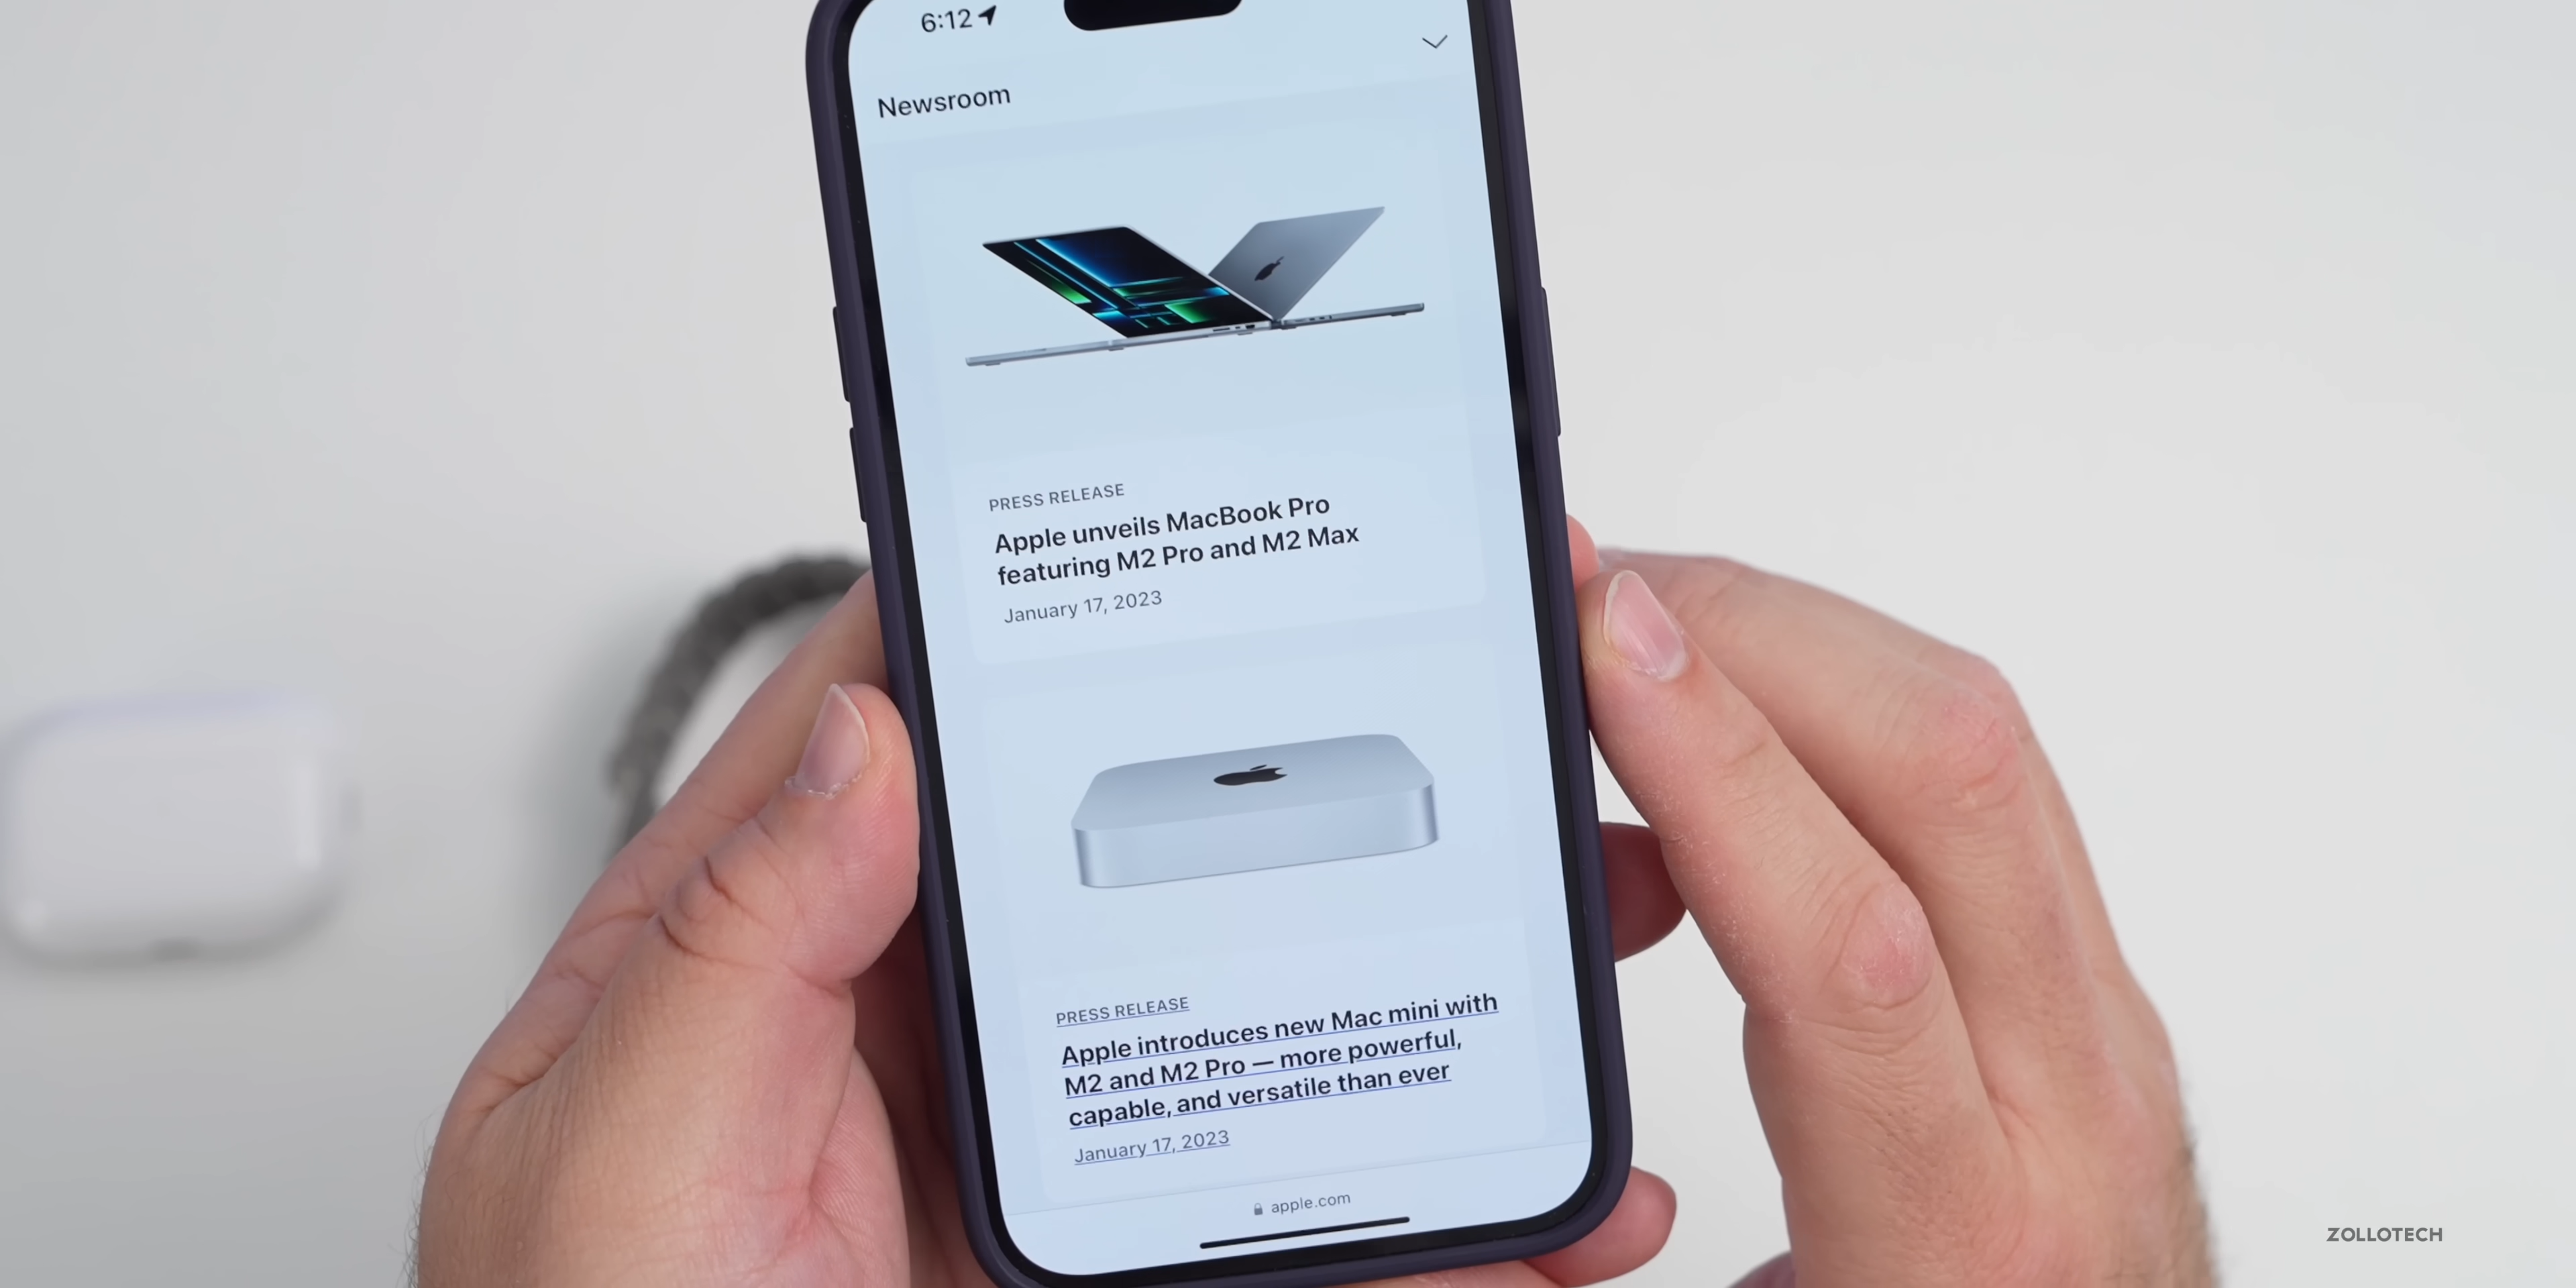 6:12
Newsroom
PRESS RELEASE
Apple unveils MacBook Pro
featuring M2 Pro and M2 Max
January 17, 2023
PRESS RELEASE
Apple introduces new Mac mini with
M2 and M2 Pro — more powerful,
capable, and versatile than ever
January 17, 2023
apple.com
ZOLLOTECH